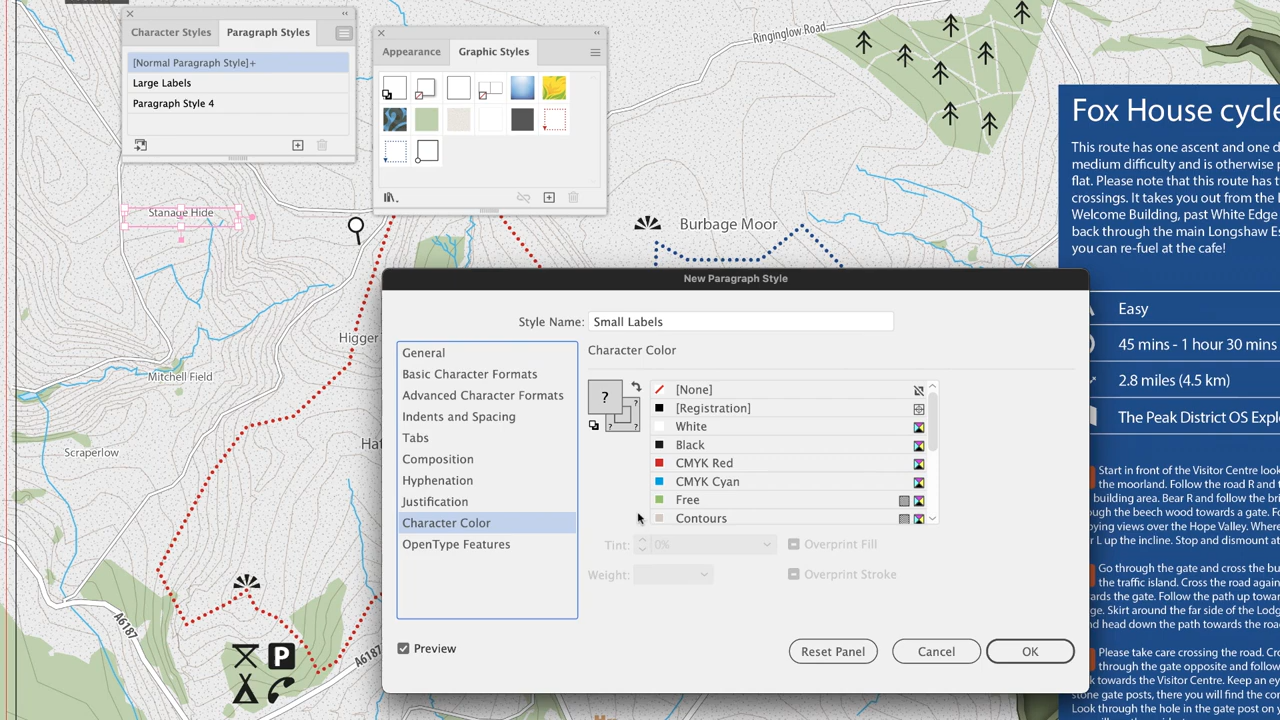 Character Styles
Paragraph Styles
[Normal Paragraph Style]+
Large Labels
Paragraph Style 4
Appearance
Graphic Styles
Ringinglow Road
Stanage Hide
Burbage Moor
Higger
Mitchell Field
Scraperlow
A6187
A6187
P
Fox House cycle
This route has one ascent and one d
medium difficulty and is otherwise p
flat. Please note that this route has t
crossings. It takes you out from the L
Welcome Building, past White Edge
back through the main Longshaw Es
you can re-fuel at the cafe!
Easy
45 mins - 1 hour 30 mins
2.8 miles (4.5 km)
The Peak District OS Expl
Start in front of the Visitor Centre look
the moorland. Follow the road R and t
building area. Bear R and follow the bri
ough the beech wood towards a gate. Fo
oying views over the Hope Valley. Where
r L up the incline. Stop and dismount at
Go through the gate and cross the bu
the traffic island. Cross the road again
ards the gate. Follow the path up towar
ge. Skirt around the far side of the Lodg
nd head down the path towards the roa
Please take care crossing the road. Cro
through the gate opposite and follow
k towards the Visitor Centre. Keep an ey
stone gate posts, there you will find the con
Look through the hole in the gate post on y
New Paragraph Style
Style Name:
Small Labels
General
Basic Character Formats
Advanced Character Formats
Indents and Spacing
Tabs
Composition
Hyphenation
Justification
Character Color
OpenType Features
Character Color
[None]
[Registration]
White
Black
CMYK Red
CMYK Cyan
Free
Contours
Tint:
0%
Overprint Fill
Weight:
Overprint Stroke
Preview
Reset Panel
Cancel
OK